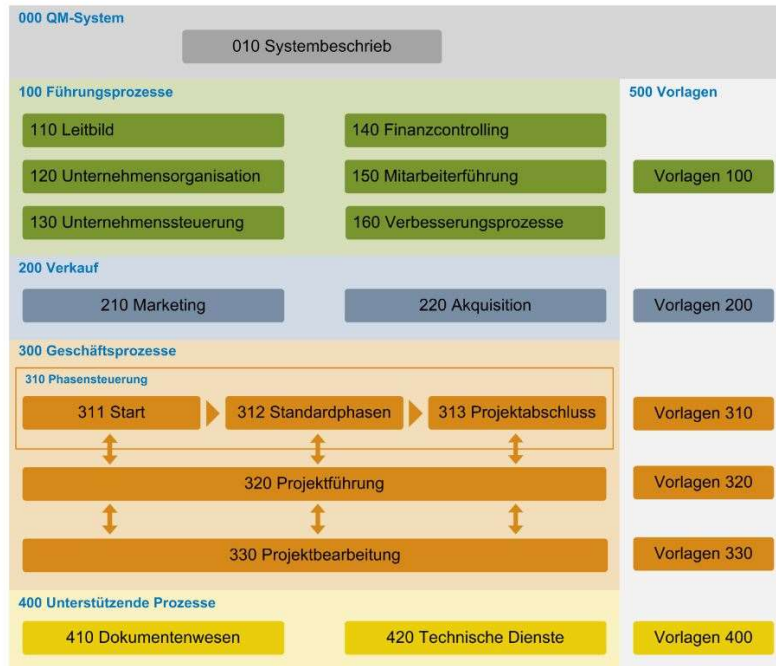 000 QM-System
010 Systembeschrieb
100 Führungsprozesse
500 Vorlagen
110 Leitbild
140 Finanzcontrolling
120 Unternehmensorganisation
150 Mitarbeiterführung
Vorlagen 100
130 Unternehmenssteuerung
160 Verbesserungsprozesse
200 Verkauf
210 Marketing
220 Akquisition
Vorlagen 200
300 Geschäftsprozesse
310 Phasensteuerung
311 Start
312 Standardphasen
313 Projektabschluss
Vorlagen 310
320 Projektführung
Vorlagen 320
330 Projektbearbeitung
Vorlagen 330
400 Unterstützende Prozesse
410 Dokumentenwesen
420 Technische Dienste
Vorlagen 400